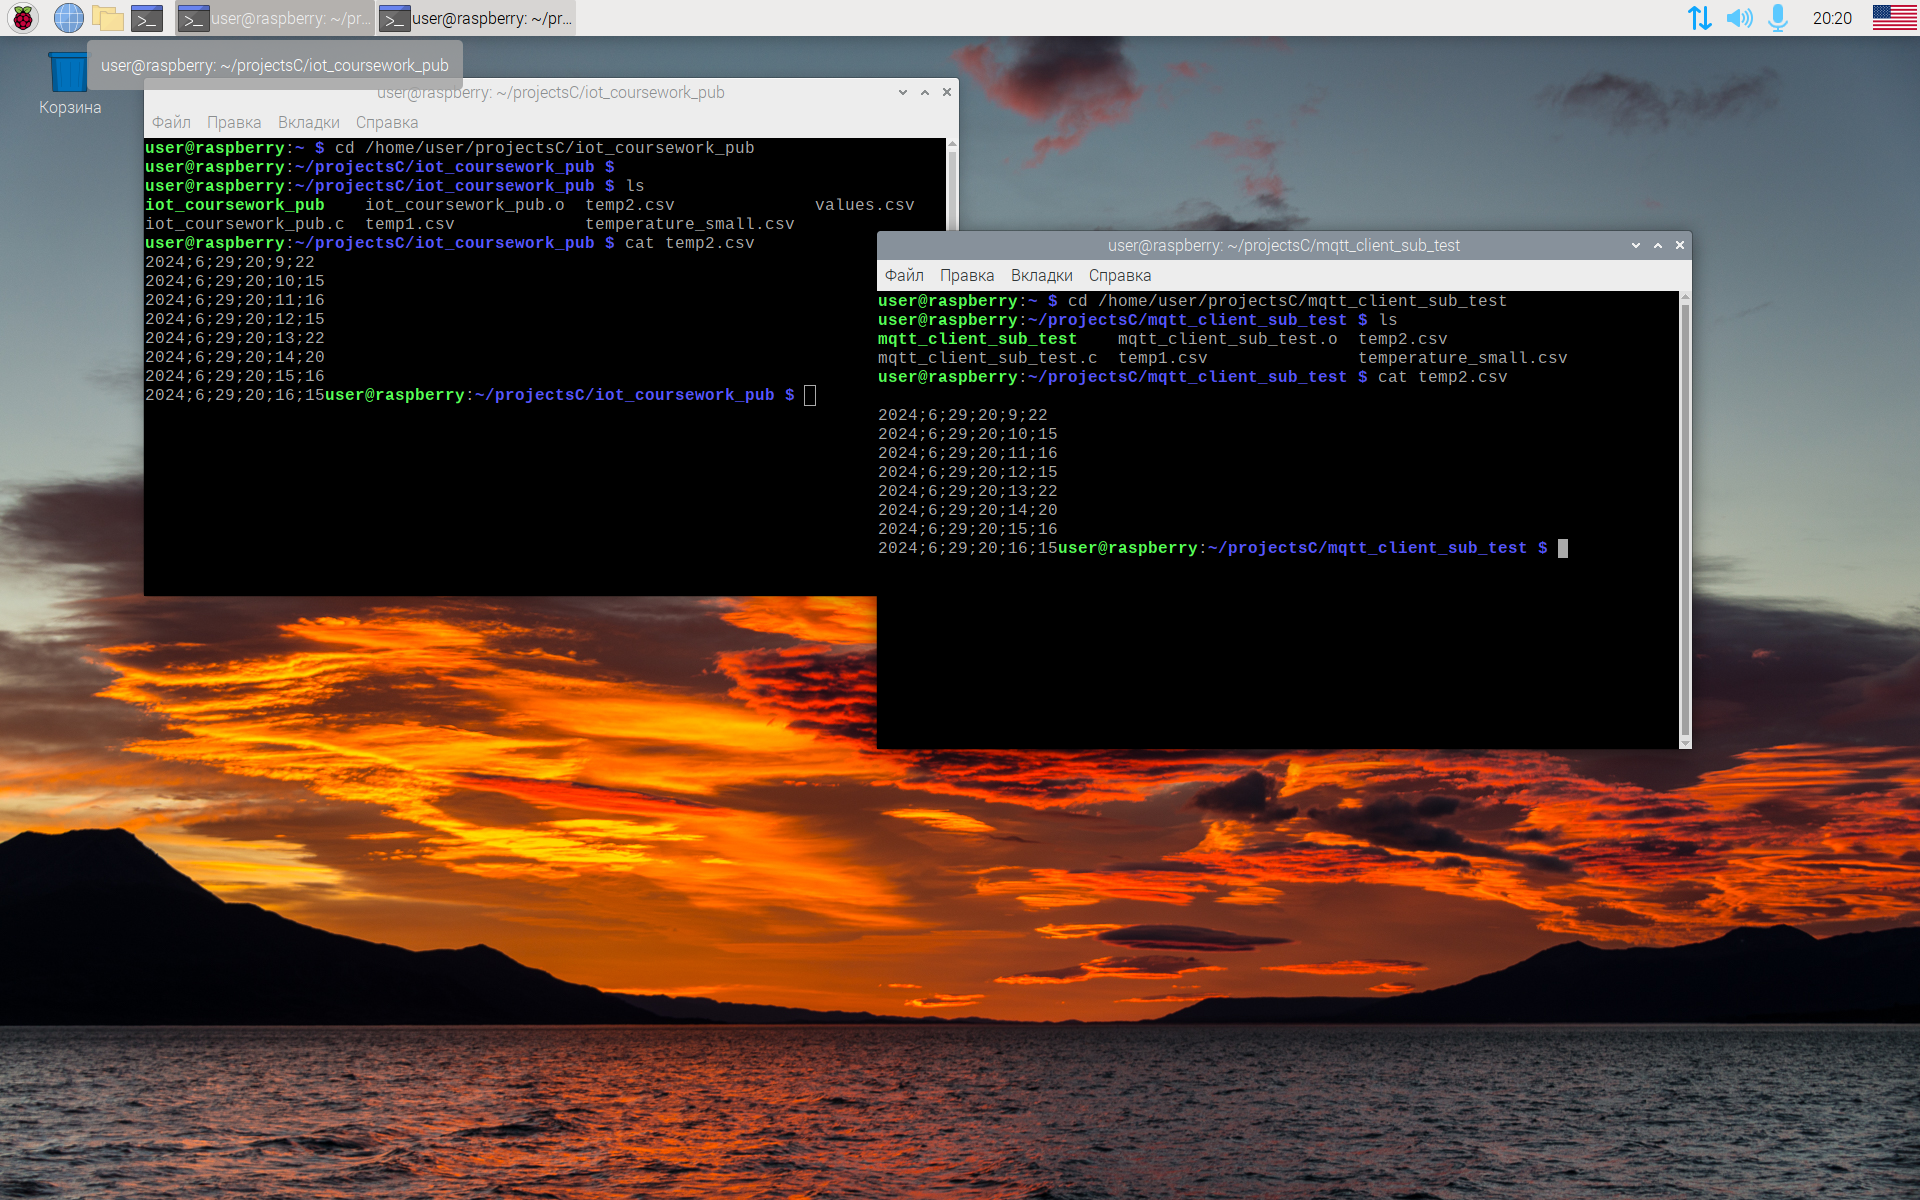 user@raspberry: ~/pr...
user@raspberry: ~/pr...
20:20
user@raspberry: ~/projectsC/iot_coursework_pub
Корзина
user@raspberry: ~/projectsC/iot_coursework_pub
Файл Правка Вкладки Справка
user@raspberry:~ $ cd /home/user/projectsC/iot_coursework_pub
user@raspberry:~/projectsC/iot_coursework_pub $
user@raspberry:~/projectsC/iot_coursework_pub $ ls
iot_coursework_pub    iot_coursework_pub.o  temp2.csv              values.csv
iot_coursework_pub.c  temp1.csv             temperature_small.csv
user@raspberry:~/projectsC/iot_coursework_pub $ cat temp2.csv
2024;6;29;20;9;22
2024;6;29;20;10;15
2024;6;29;20;11;16
2024;6;29;20;12;15
2024;6;29;20;13;22
2024;6;29;20;14;20
2024;6;29;20;15;16
2024;6;29;20;16;15user@raspberry:~/projectsC/iot_coursework_pub $
user@raspberry: ~/projectsC/mqtt_client_sub_test
Файл Правка Вкладки Справка
user@raspberry:~ $ cd /home/user/projectsC/mqtt_client_sub_test
user@raspberry:~/projectsC/mqtt_client_sub_test $ ls
mqtt_client_sub_test    mqtt_client_sub_test.o  temp2.csv
mqtt_client_sub_test.c  temp1.csv               temperature_small.csv
user@raspberry:~/projectsC/mqtt_client_sub_test $ cat temp2.csv
2024;6;29;20;9;22
2024;6;29;20;10;15
2024;6;29;20;11;16
2024;6;29;20;12;15
2024;6;29;20;13;22
2024;6;29;20;14;20
2024;6;29;20;15;16
2024;6;29;20;16;15user@raspberry:~/projectsC/mqtt_client_sub_test $